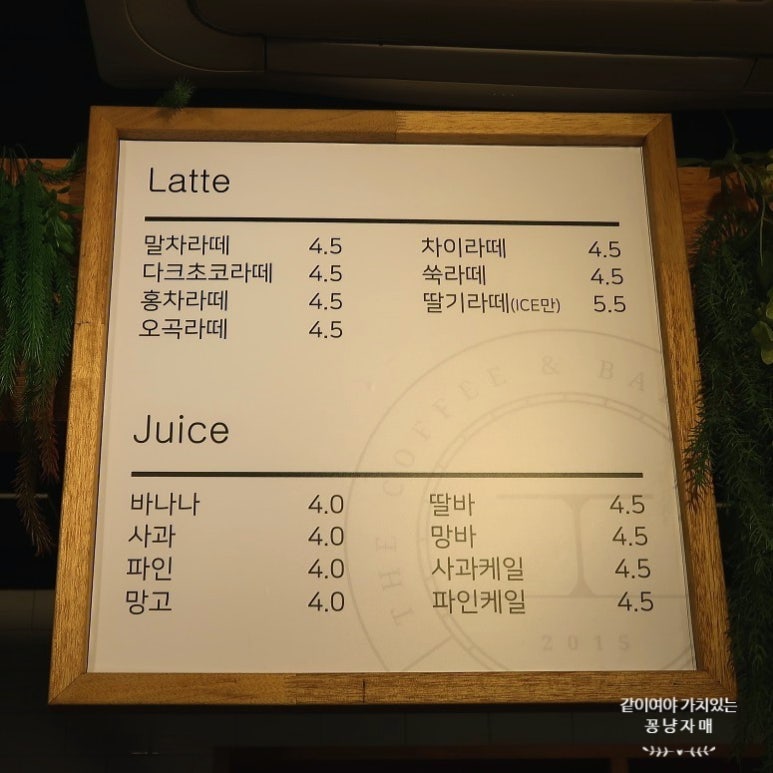 Latte
말차라떼 4.5 차이라떼 4.5
다크초코라떼 4.5 쑥라떼 4.5
홍차라떼 4.5 딸기라떼(ICE만) 5.5
오곡라떼 4.5
Juice
바나나 4.0 딸바 4.5
사과 4.0 망바 4.5
파인 4.0 사과케일 4.5
망고 4.0 파인케일 4.5
THE COFFEE & BA
2015
같이여야 가치있는
꽁냥자매